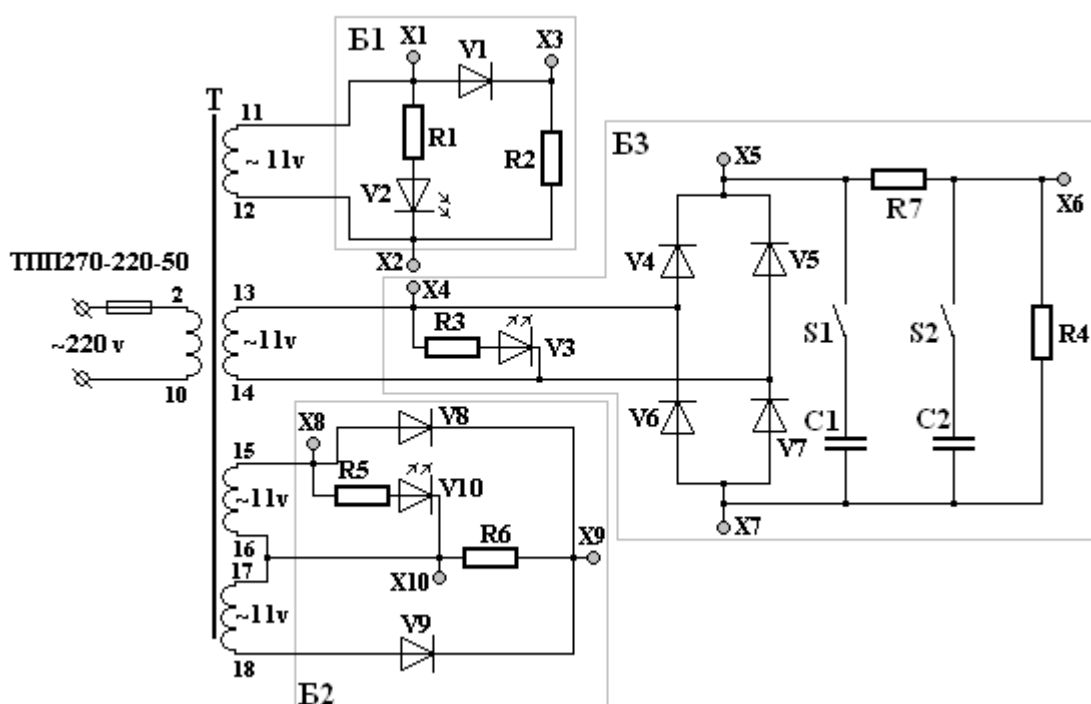 Б1
X1
V1
X3
T
11
~ 11v
12
R1
R2
V2
X2
Б3
X5
R7
X6
ТПП270-220-50
2
~220 v
10
13
~11v
14
X4
R3
V3
V4
V5
S1
S2
R4
V6
V7
C1
C2
X7
X8
V8
15
R5
V10
~11v
16
R6
X9
17
X10
~11v
V9
18
Б2